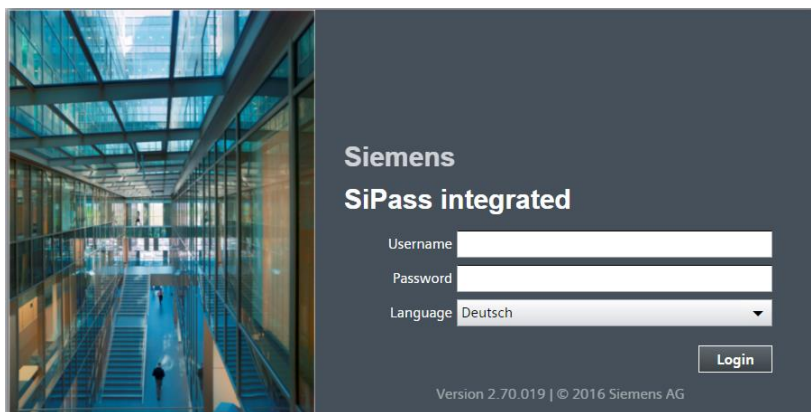 Siemens
SiPass integrated
Username
Password
Language Deutsch
Login
Version 2.70.019 | © 2016 Siemens AG